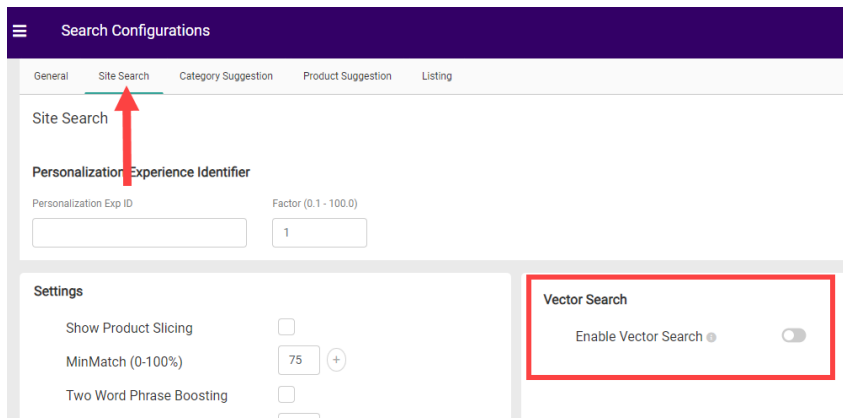 Search Configurations
General Site Search Category Suggestion Product Suggestion Listing
Site Search
Personalization Experience Identifier
Personalization Exp ID Factor (0.1 - 100.0)
1
Settings
Show Product Slicing
MinMatch (0-100%) 75 +
Two Word Phrase Boosting
Vector Search
Enable Vector Search